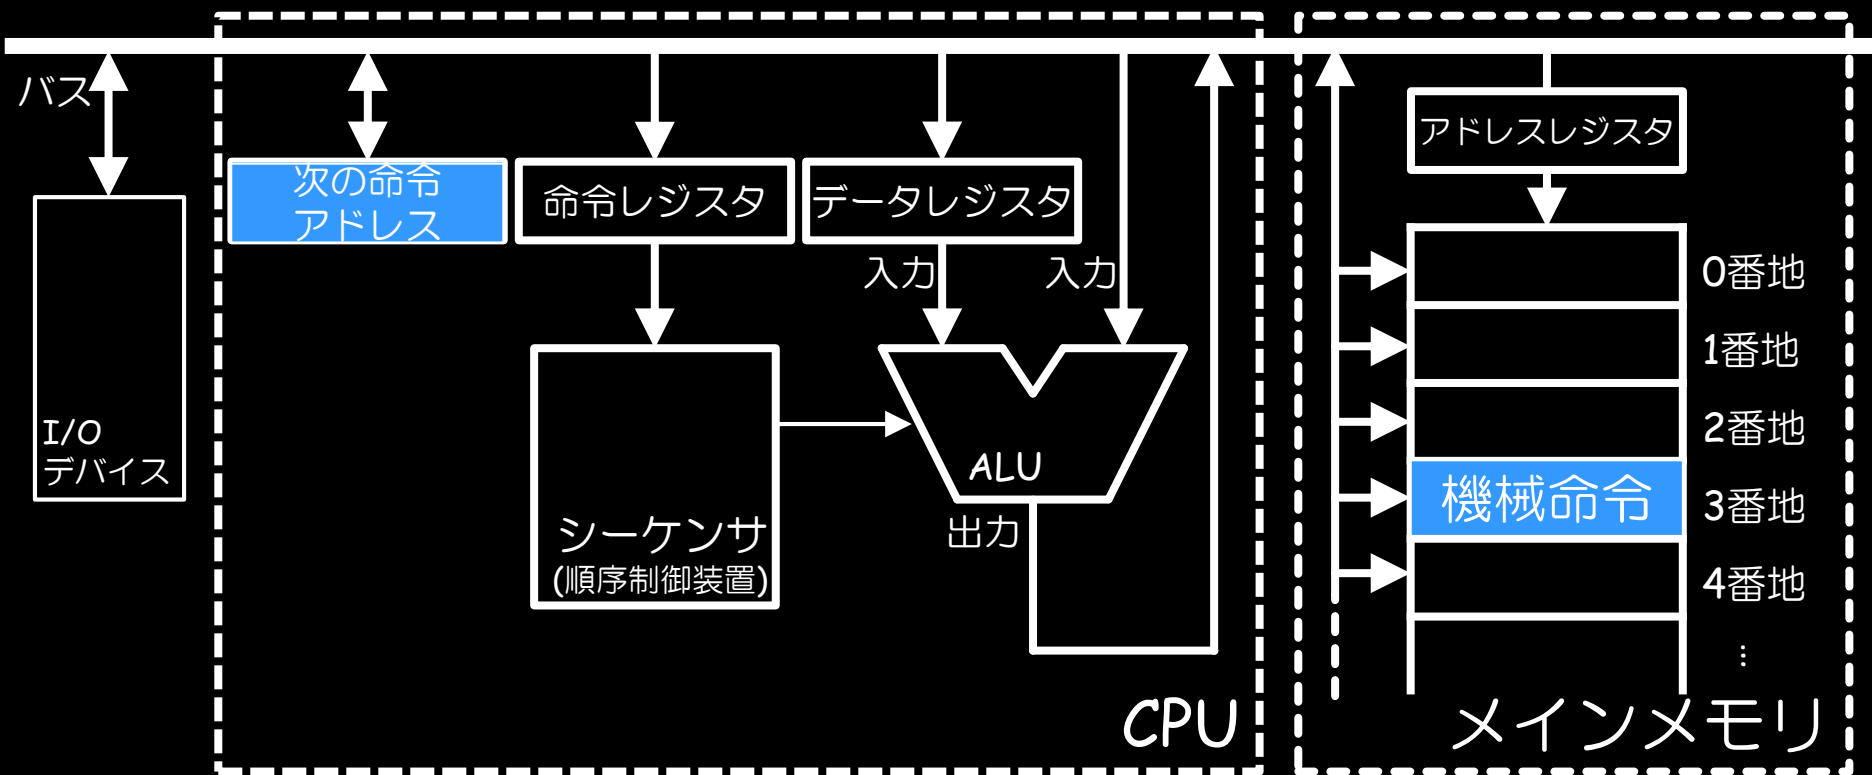 バス
次の命令
アドレス
命令レジスタ
データレジスタ
アドレスレジスタ
入力
入力
0番地
1番地
2番地
3番地
4番地
⋮
機械命令
I/O
デバイス
ALU
シーケンサ
(順序制御装置)
出力
CPU
メインメモリ